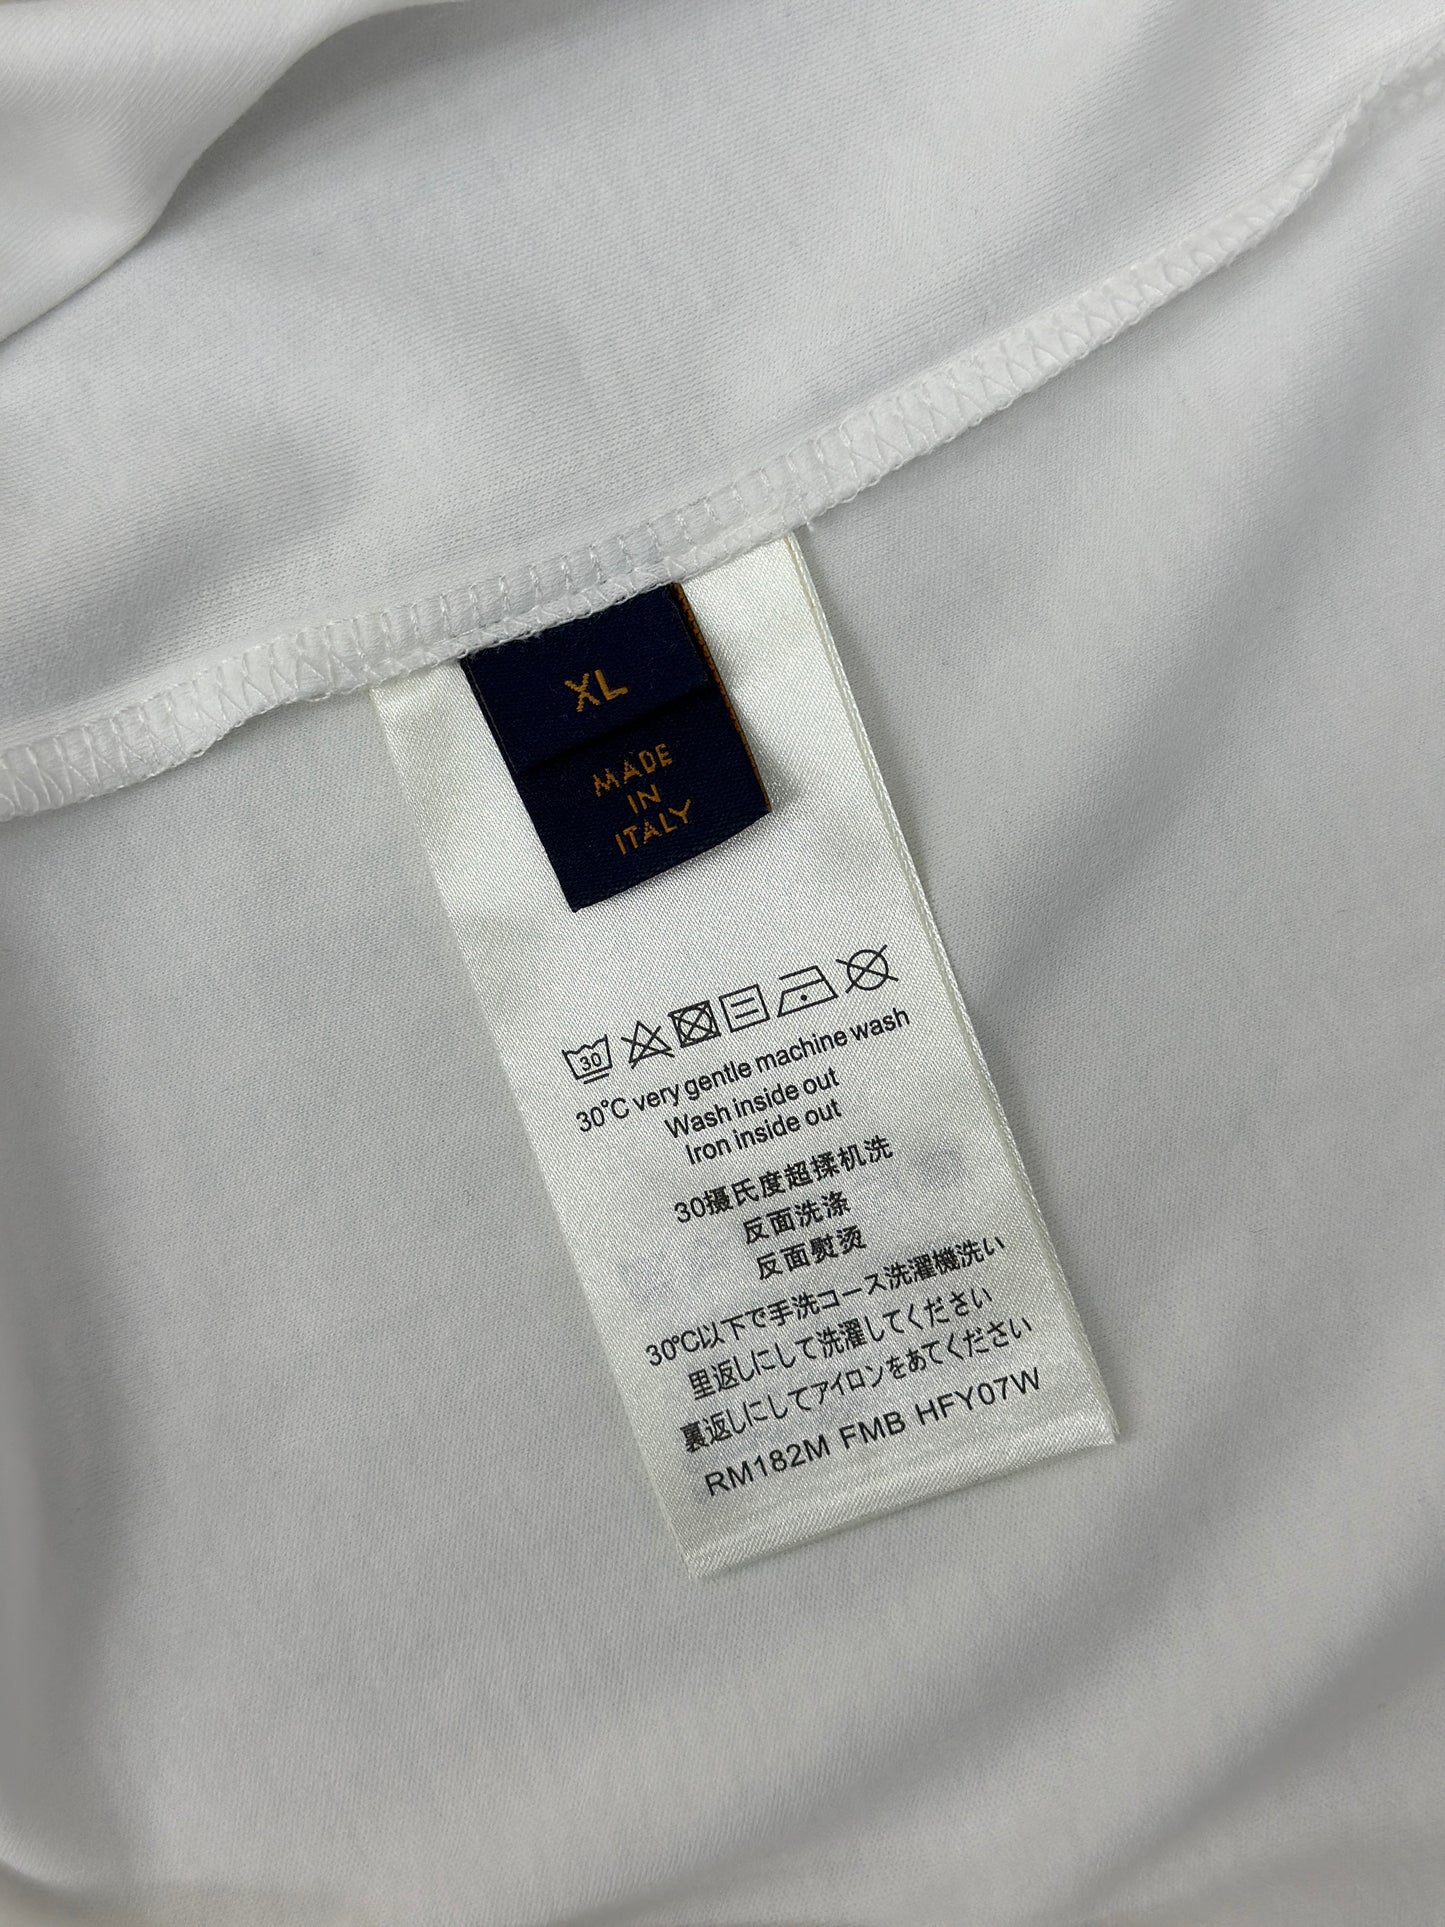 XL
MADE
IN
ITALY
30
30°C very gentle machine wash
Wash inside out
Iron inside out
30摄氏度超揉机洗
反面洗涤
反面熨烫
30℃以下で手洗コース洗濯機洗い
里返しにして洗濯してください
裏返しにしてアイロンをあてください
RM182M FMB HFY07W